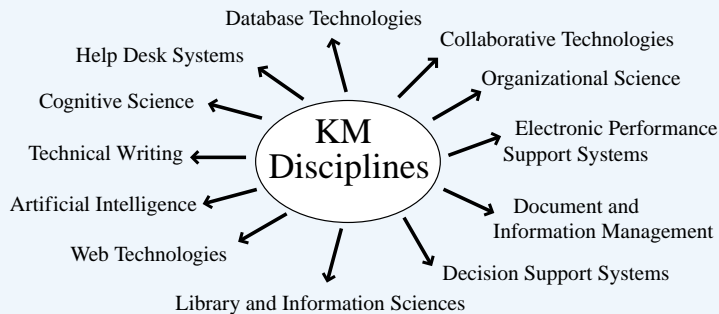 Database Technologies
Collaborative Technologies
Help Desk Systems
Organizational Science
Cognitive Science
KM
Disciplines
Electronic Performance
Support Systems
Technical Writing
Artificial Intelligence
Document and
Information Management
Web Technologies
Decision Support Systems
Library and Information Sciences